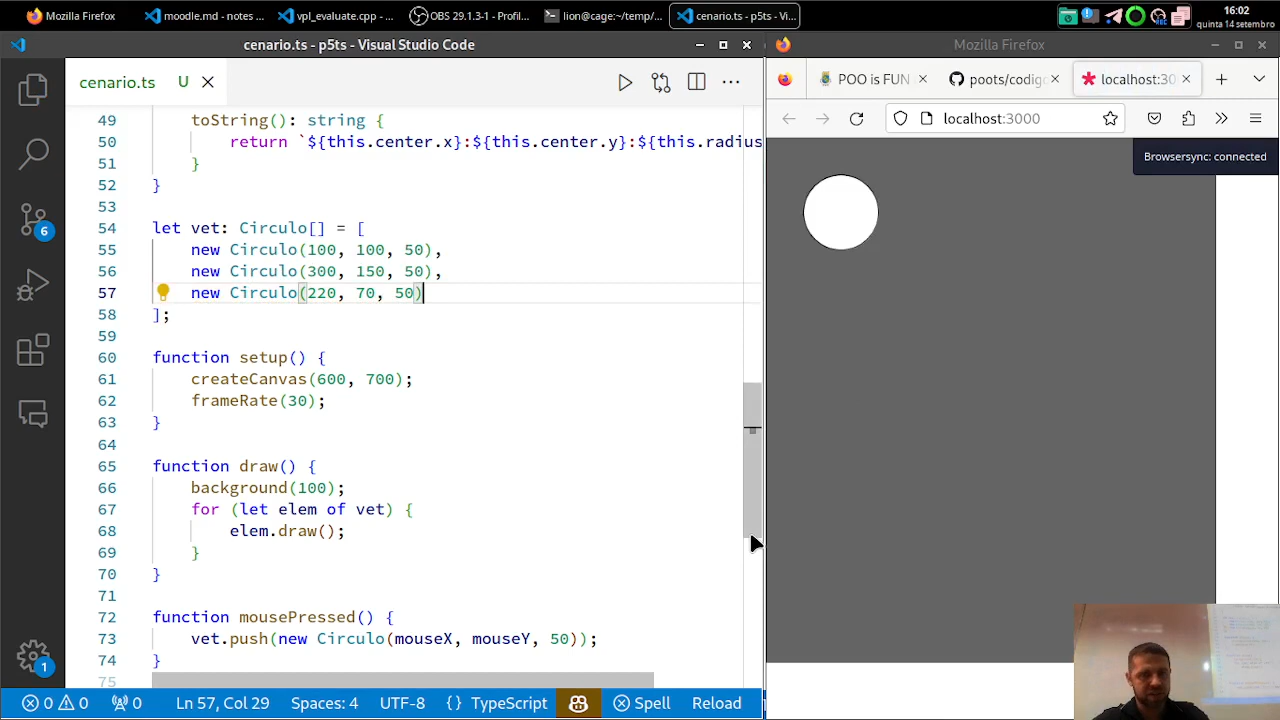 Mozilla Firefox
moodle.md - notes ...
vpl_evaluate.cpp - ...
OBS 29.1.3-1 - Profil...
lion@cage:~/temp/...
cenario.ts - p5ts - Vi...
16:02
quinta 14 setembro
cenario.ts - p5ts - Visual Studio Code
Mozilla Firefox
cenario.ts U
POO is FUN
poots/codigo
localhost:30
localhost:3000
Browsersync: connected
49 toString(): string {
50 return `${this.center.x}:${this.center.y}:${this.radius
51 }
52 }
53
54 let vet: Circulo[] = [
55 new Circulo(100, 100, 50),
56 new Circulo(300, 150, 50),
57 new Circulo(220, 70, 50)
58 ];
59
60 function setup() {
61 createCanvas(600, 700);
62 frameRate(30);
63 }
64
65 function draw() {
66 background(100);
67 for (let elem of vet) {
68 elem.draw();
69 }
70 }
71
72 function mousePressed() {
73 vet.push(new Circulo(mouseX, mouseY, 50));
74 }
75
6
1
0 0 0
Ln 57, Col 29
Spaces: 4
UTF-8
{ } TypeScript
Spell
Reload